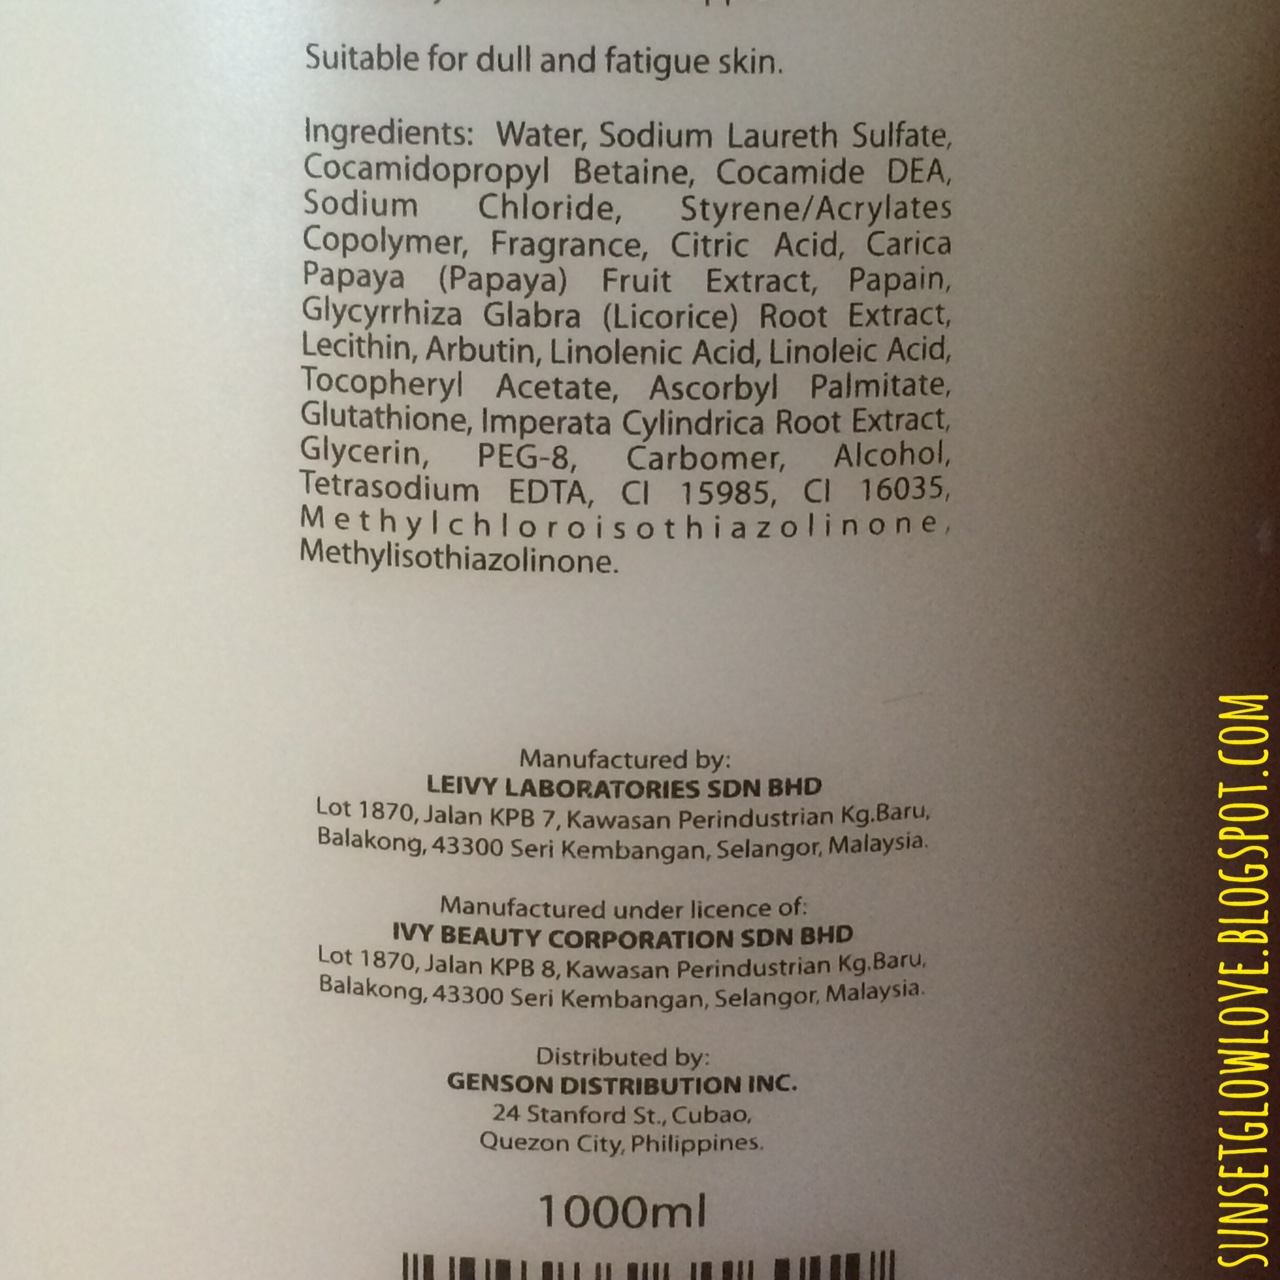 Suitable for dull and fatigue skin.
Ingredients: Water, Sodium Laureth Sulfate,
Cocamidopropyl Betaine, Cocamide DEA,
Sodium Chloride, Styrene/Acrylates
Copolymer, Fragrance, Citric Acid, Carica
Papaya (Papaya) Fruit Extract, Papain,
Glycyrrhiza Glabra (Licorice) Root Extract,
Lecithin, Arbutin, Linolenic Acid, Linoleic Acid,
Tocopheryl Acetate, Ascorbyl Palmitate,
Glutathione, Imperata Cylindrica Root Extract,
Glycerin, PEG-8, Carbomer, Alcohol,
Tetrasodium EDTA, CI 15985, CI 16035,
Methylchloroisothiazolinone,
Methylisothiazolinone.
Manufactured by:
LEIVY LABORATORIES SDN BHD
Lot 1870, Jalan KPB 7, Kawasan Perindustrian Kg.Baru,
Balakong, 43300 Seri Kembangan, Selangor, Malaysia.
Manufactured under licence of:
IVY BEAUTY CORPORATION SDN BHD
Lot 1870, Jalan KPB 8, Kawasan Perindustrian Kg.Baru,
Balakong, 43300 Seri Kembangan, Selangor, Malaysia.
Distributed by:
GENSON DISTRIBUTION INC.
24 Stanford St., Cubao,
Quezon City, Philippines.
1000ml
SUNSETGLOWLOVE.BLOGSPOT.COM